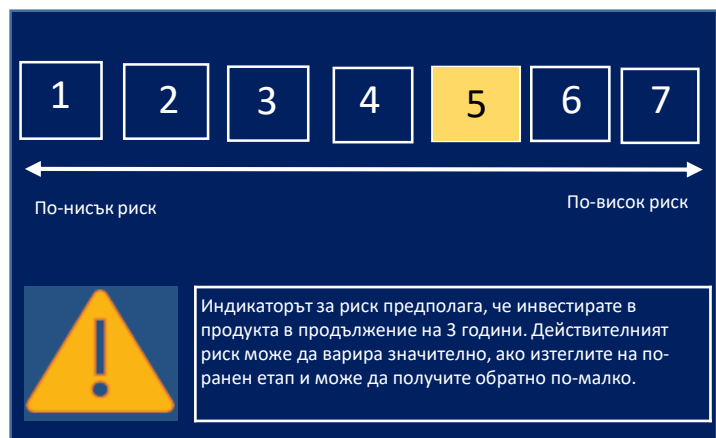 1 2 3 4 5 6 7
По-нисък риск
По-висок риск
Индикаторът за риск предполага, че инвестирате в
продукта в продължение на 3 години. Действителният
риск може да варира значително, ако изтеглите на по-
ранен етап и може да получите обратно по-малко.